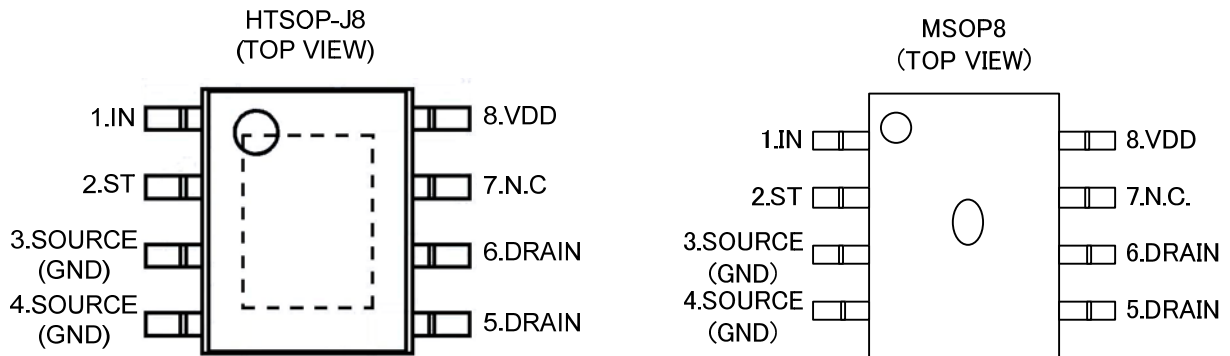 HTSOP-J8
(TOP VIEW)
1.IN
2.ST
3.SOURCE
(GND)
4.SOURCE
(GND)
8.VDD
7.N.C
6.DRAIN
5.DRAIN
MSOP8
(TOP VIEW)
1.IN
2.ST
3.SOURCE
(GND)
4.SOURCE
(GND)
8.VDD
7.N.C.
6.DRAIN
5.DRAIN